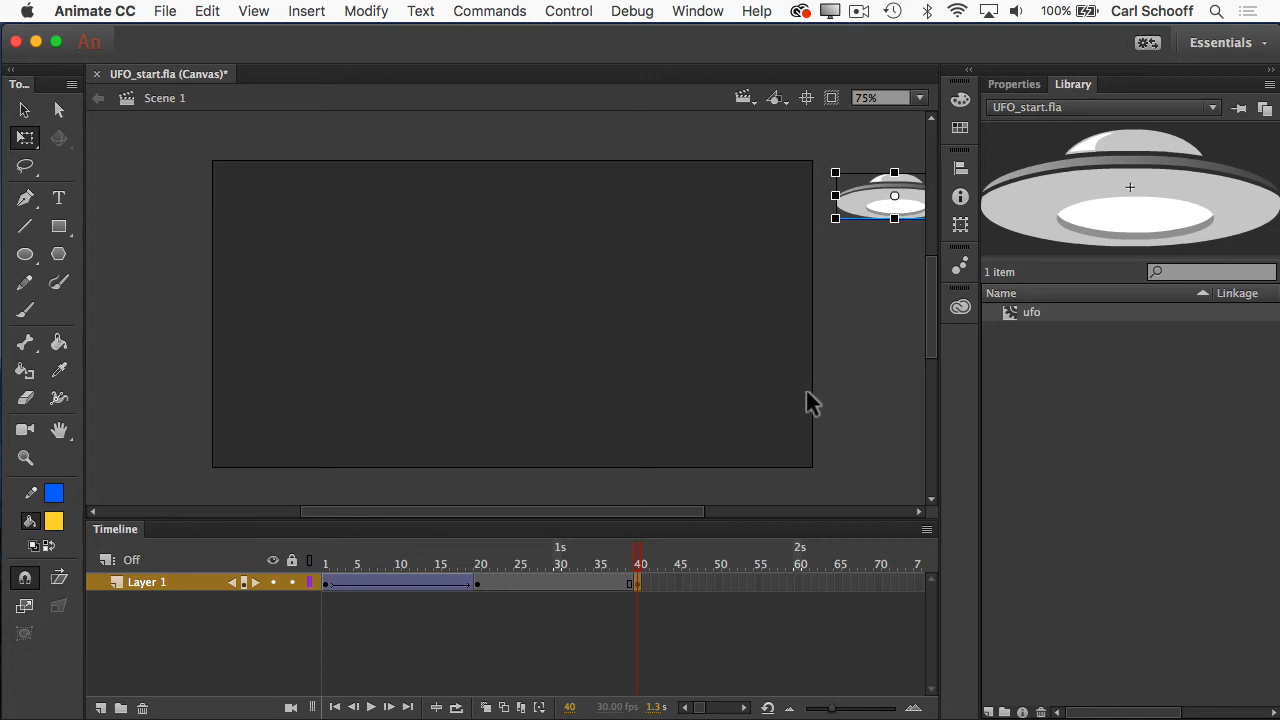 Animate CC File Edit View Insert Modify Text Commands Control Debug Window Help 100% Carl Schooff
An Essentials
To... UFO_start.fla (Canvas)* Properties Library
Scene 1 75% UFO_start.fla
1 item
Name Linkage
ufo
T
Timeline
1s 2s
Off 1 5 10 15 20 25 30 35 40 45 50 55 60 65 70 7
Layer 1
40 30.00 fps 1.3 s